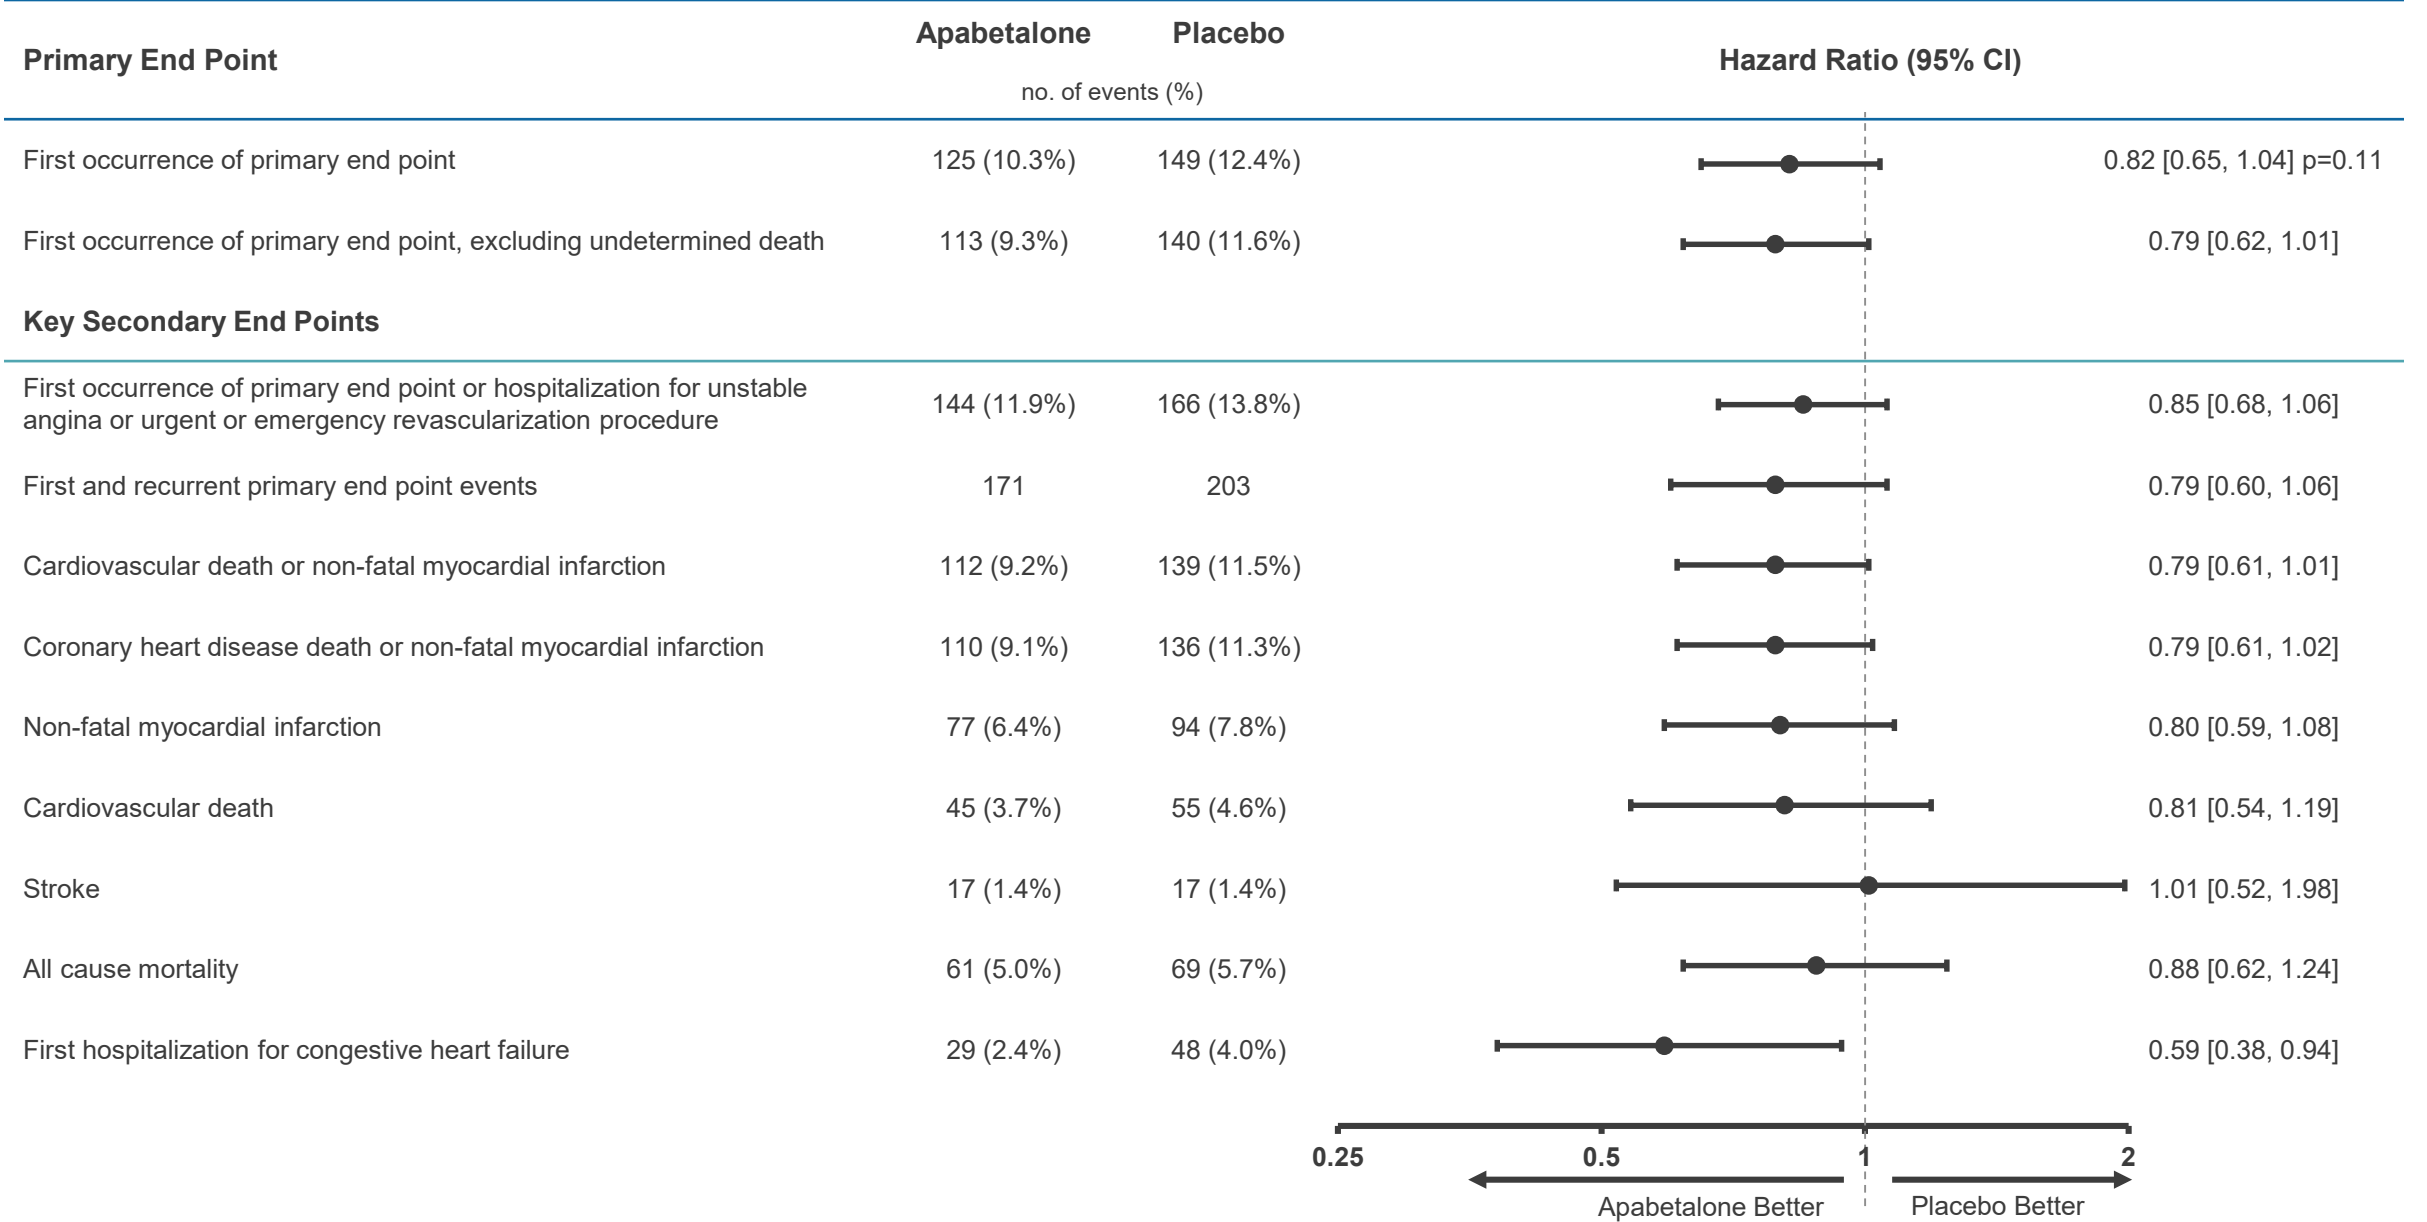 Primary End Point Apabetalone Placebo Hazard Ratio (95% CI)
no. of events (%)
First occurrence of primary end point 125 (10.3%) 149 (12.4%) 0.82 [0.65, 1.04] p=0.11
First occurrence of primary end point, excluding undetermined death 113 (9.3%) 140 (11.6%) 0.79 [0.62, 1.01]
Key Secondary End Points
First occurrence of primary end point or hospitalization for unstable
angina or urgent or emergency revascularization procedure 144 (11.9%) 166 (13.8%) 0.85 [0.68, 1.06]
First and recurrent primary end point events 171 203 0.79 [0.60, 1.06]
Cardiovascular death or non-fatal myocardial infarction 112 (9.2%) 139 (11.5%) 0.79 [0.61, 1.01]
Coronary heart disease death or non-fatal myocardial infarction 110 (9.1%) 136 (11.3%) 0.79 [0.61, 1.02]
Non-fatal myocardial infarction 77 (6.4%) 94 (7.8%) 0.80 [0.59, 1.08]
Cardiovascular death 45 (3.7%) 55 (4.6%) 0.81 [0.54, 1.19]
Stroke 17 (1.4%) 17 (1.4%) 1.01 [0.52, 1.98]
All cause mortality 61 (5.0%) 69 (5.7%) 0.88 [0.62, 1.24]
First hospitalization for congestive heart failure 29 (2.4%) 48 (4.0%) 0.59 [0.38, 0.94]
0.25 0.5 1 2
Apabetalone Better Placebo Better